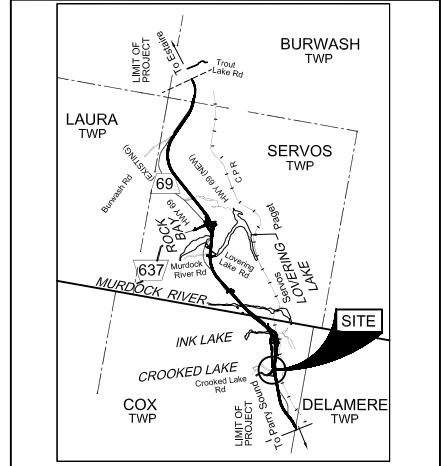 BURWASH
TWP
LIMIT OF
PROJECT
To Estaire
Trout
Lake Rd
LAURA
TWP
SERVOS
TWP
(EXISTING)
HWY 69 (NEW)
C P R
Burwash Rd
69
HWY 69
ROCK
BAY
637
Murdock
River Rd
Lovering
Lake Rd
Servos
Paget
LOVERING
LAKE
MURDOCK RIVER
SITE
INK LAKE
CROOKED LAKE
Crooked Lake
Rd
COX
TWP
LIMIT OF
PROJECT
To Parry Sound
DELAMERE
TWP